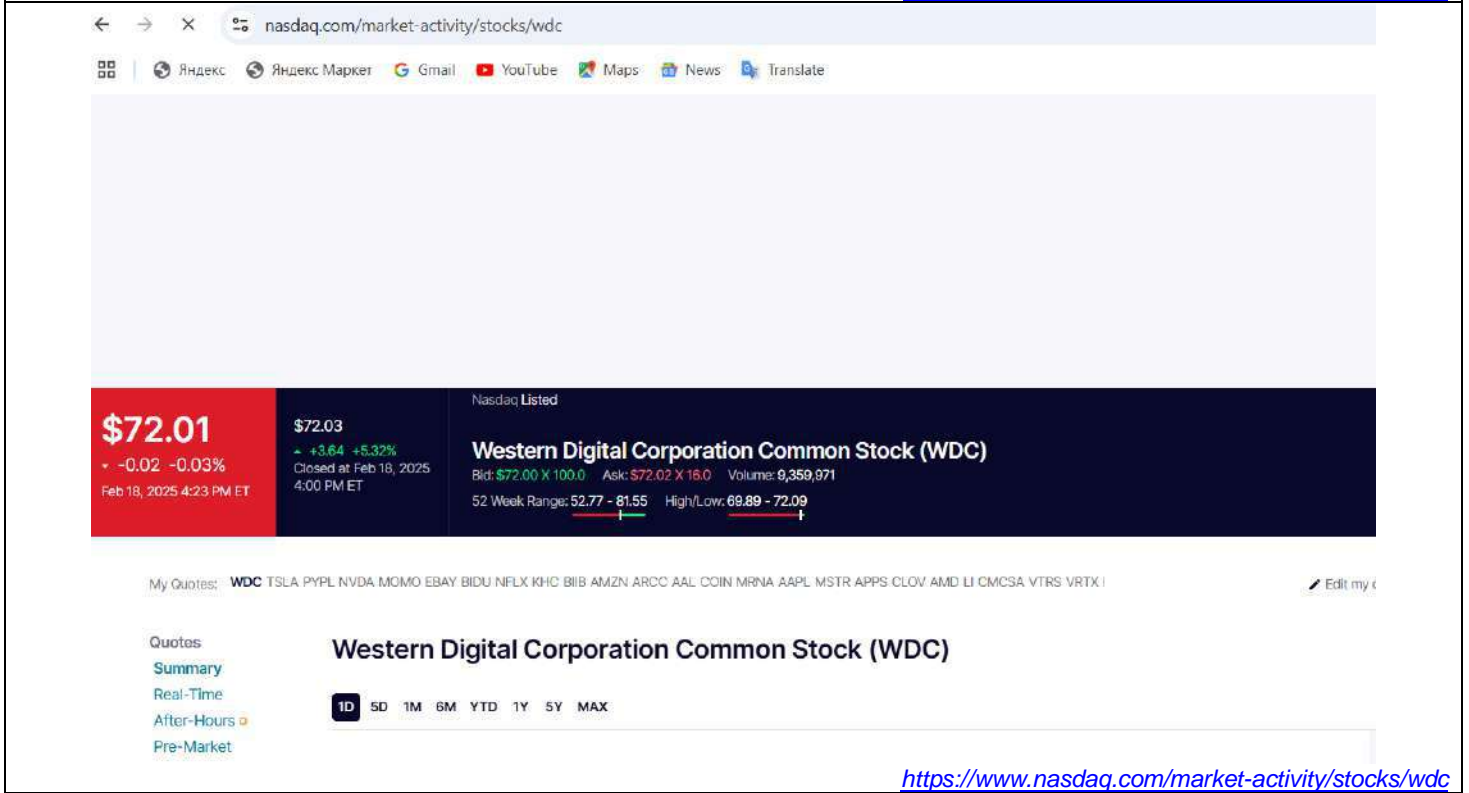 nasdaq.com/market-activity/stocks/wdc
Яндекс Яндекс Маркет Gmail YouTube Maps News Translate
Nasdaq Listed
$72.01
-0.02 -0.03%
Feb 18, 2025 4:23 PM ET
$72.03
+3.64 +5.32%
Closed at Feb 18, 2025
4:00 PM ET
Western Digital Corporation Common Stock (WDC)
Bid: $72.00 X 100.0 Ask: $72.02 X 16.0 Volume: 9,359,971
52 Week Range: 52.77 - 81.55 High/Low: 69.89 - 72.09
My Quotes: WDC TSLA PYPL NVDA MOMO EBAY BIDU NFLX KHC BIIB AMZN ARCC AAL COIN MRNA AAPL MSTR APPS CLOV AMD LI CMCSA VTRS VRTX
Edit my
Quotes
Summary
Real-Time
After-Hours
Pre-Market
Western Digital Corporation Common Stock (WDC)
1D 5D 1M 6M YTD 1Y 5Y MAX
https://www.nasdaq.com/market-activity/stocks/wdc